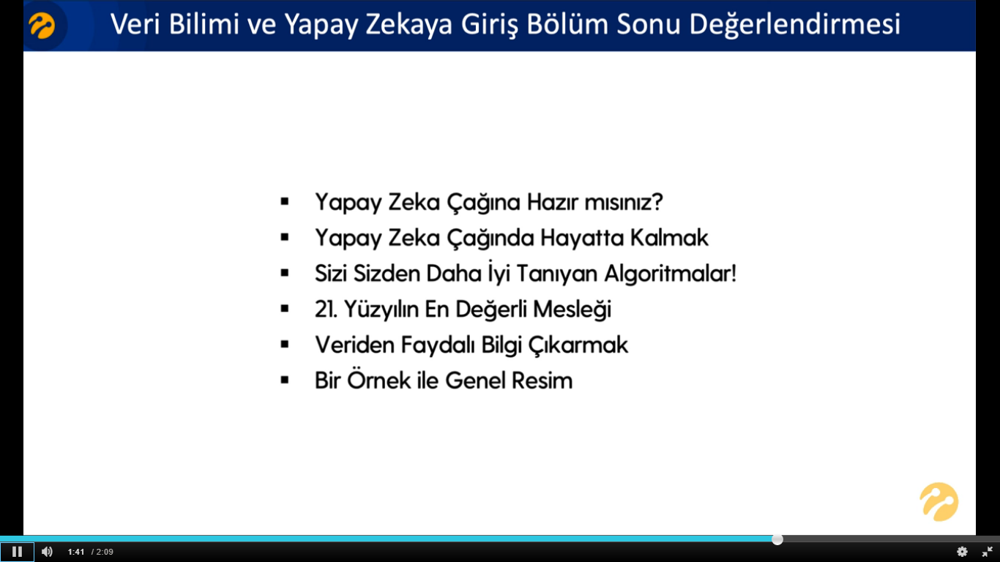 Veri Bilimi ve Yapay Zekaya Giriş Bölüm Sonu Değerlendirmesi
▪ Yapay Zeka Çağına Hazır mısınız?
▪ Yapay Zeka Çağında Hayatta Kalmak
▪ Sizi Sizden Daha İyi Tanıyan Algoritmalar!
▪ 21. Yüzyılın En Değerli Mesleği
▪ Veriden Faydalı Bilgi Çıkarmak
▪ Bir Örnek ile Genel Resim
1:41 / 2:09